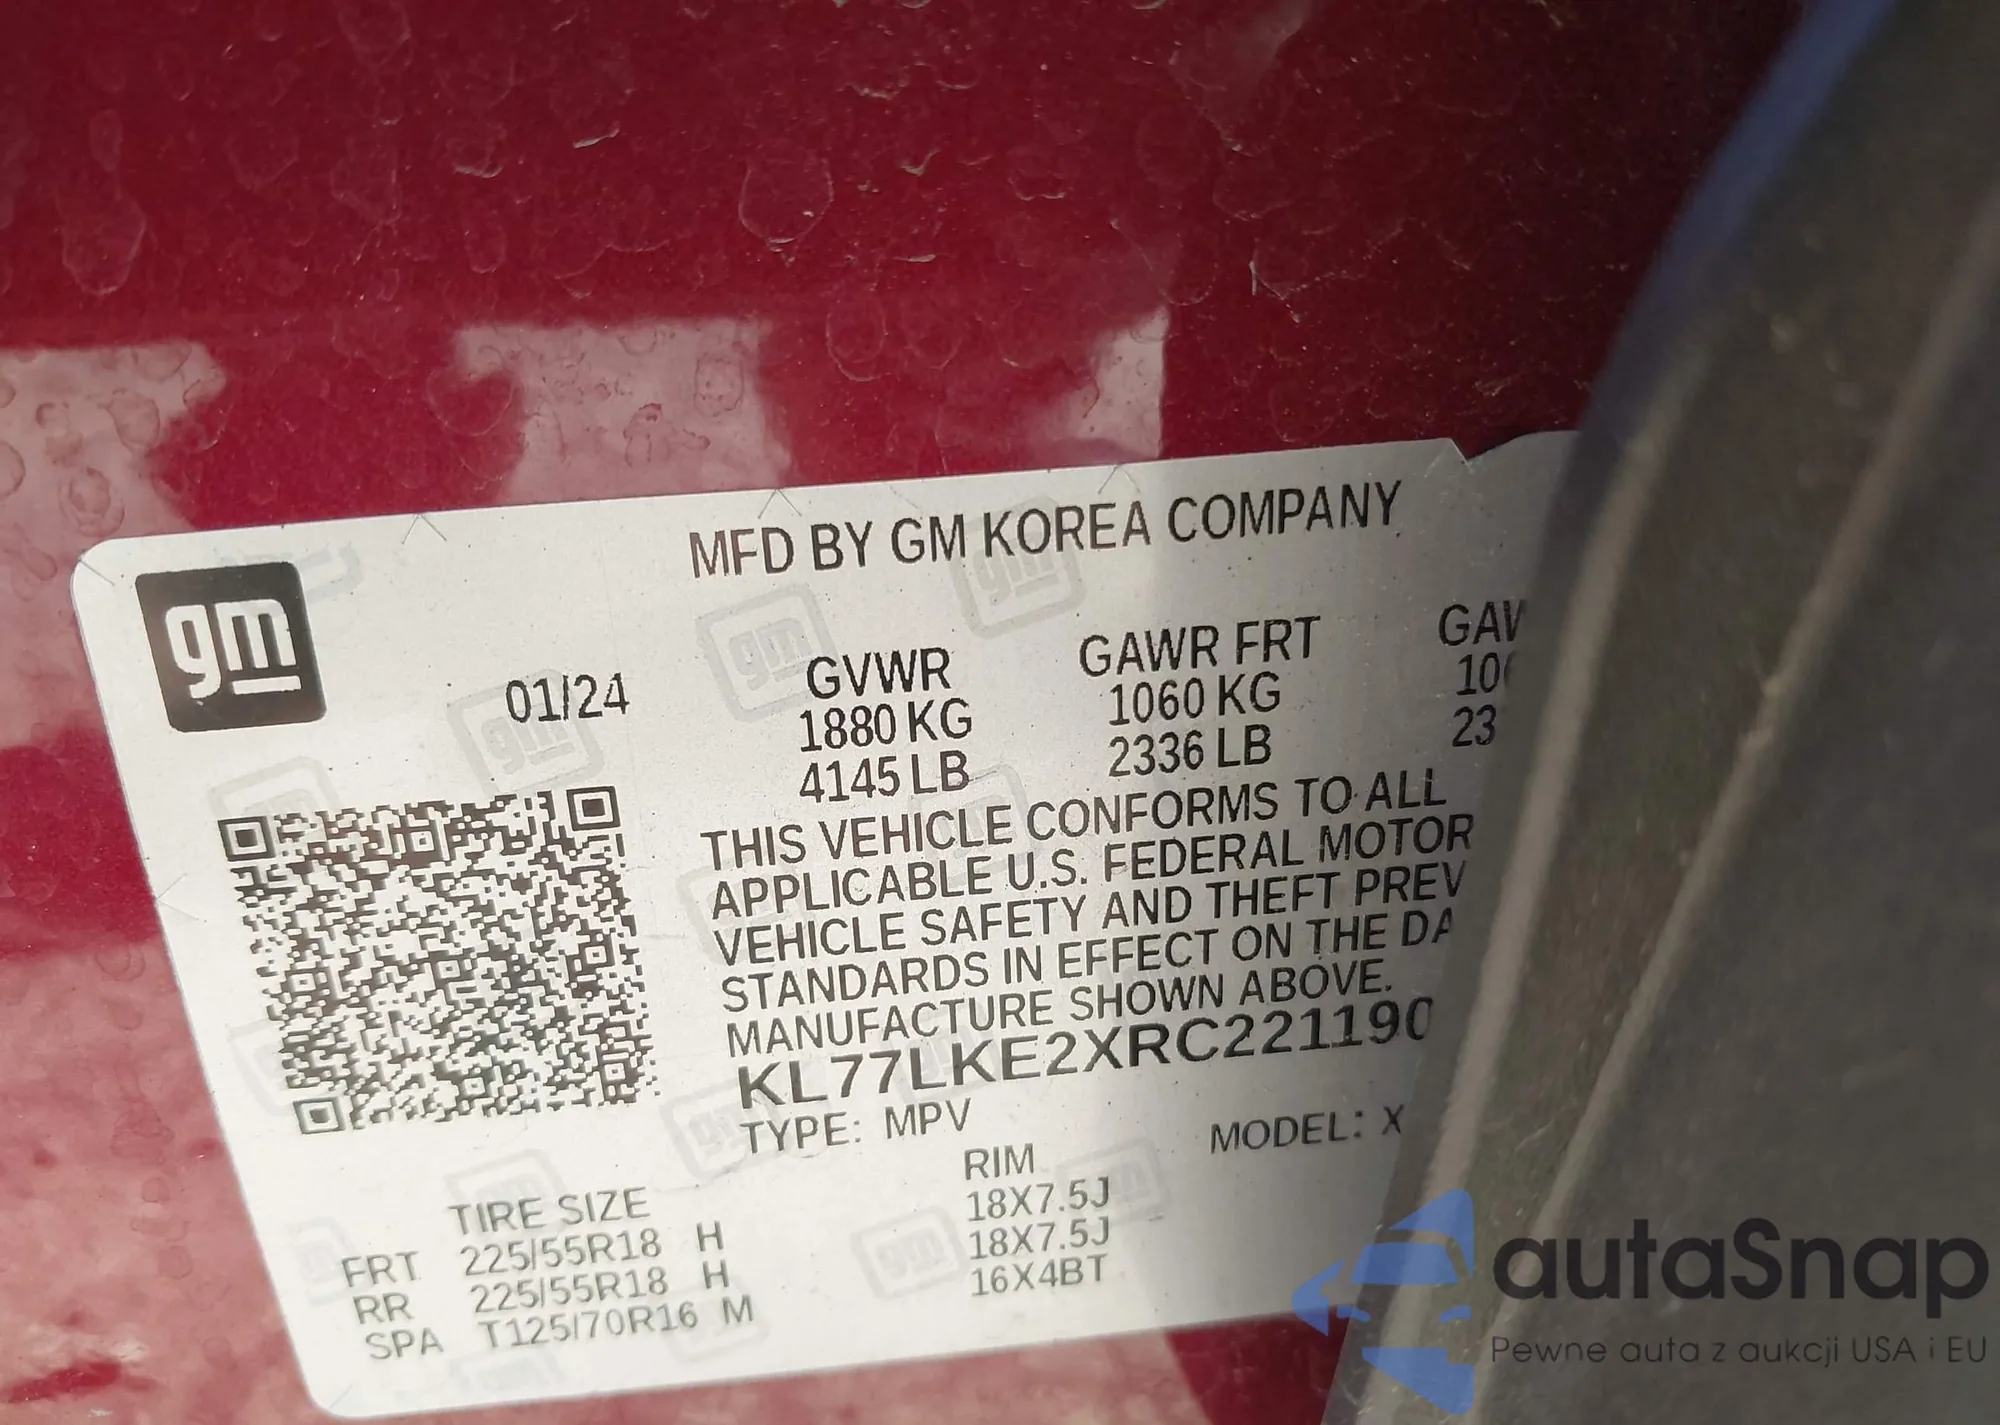 MFD BY GM KOREA COMPANY
gm
01/24
GVWR GAWR FRT GAW
1880 KG 1060 KG 10
4145 LB 2336 LB 23
THIS VEHICLE CONFORMS TO ALL
APPLICABLE U.S. FEDERAL MOTOR
VEHICLE SAFETY AND THEFT PREV
STANDARDS IN EFFECT ON THE DA
MANUFACTURE SHOWN ABOVE.
KL77LKE2XRC221190
TYPE: MPV MODEL: X
TIRE SIZE RIM
FRT 225/55R18 H 18X7.5J
RR 225/55R18 H 18X7.5J
SPA T125/70R16 M 16X4BT
autaSnap
Pewne auta z aukcji USA i EU